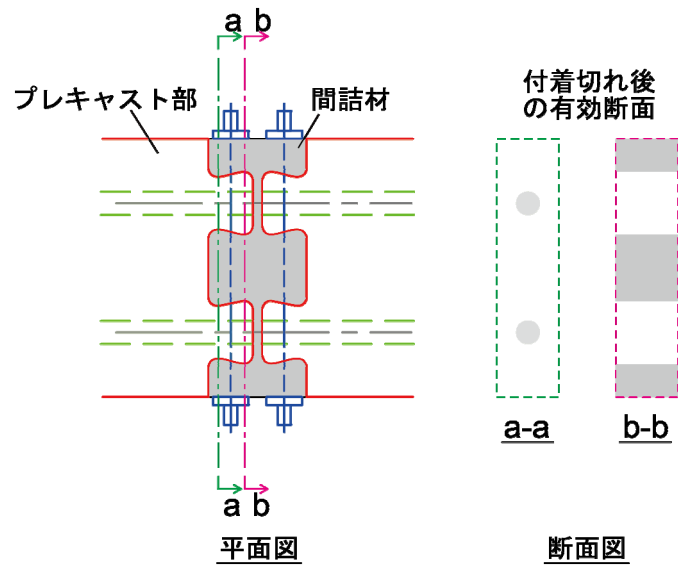 a b
プレキャスト部
間詰材
付着切れ後
の有効断面
a-a
b-b
a b
平面図
断面図